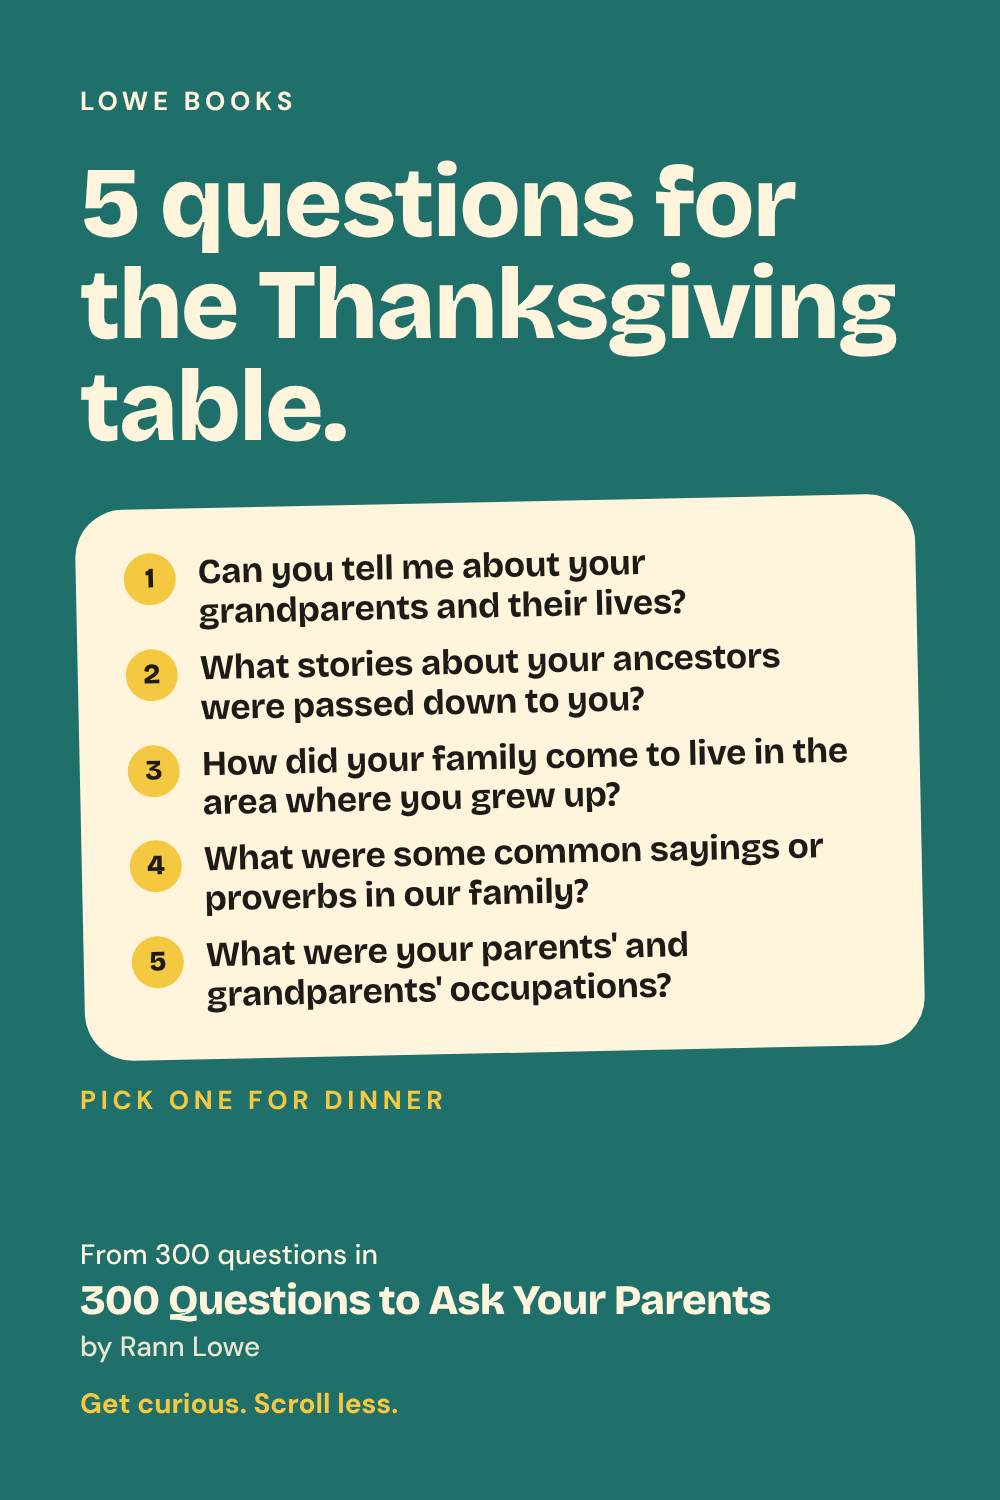 LOWE BOOKS
5 questions for
the Thanksgiving
table.
1 Can you tell me about your
grandparents and their lives?
2 What stories about your ancestors
were passed down to you?
3 How did your family come to live in the
area where you grew up?
4 What were some common sayings or
proverbs in our family?
5 What were your parents' and
grandparents' occupations?
PICK ONE FOR DINNER
From 300 questions in
300 Questions to Ask Your Parents
by Rann Lowe
Get curious. Scroll less.